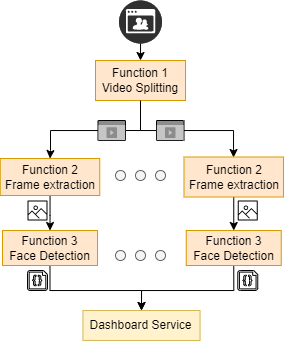 Function 1
Video Splitting
Function 2
Frame extraction
Function 2
Frame extraction
Function 3
Face Detection
Function 3
Face Detection
Dashboard Service